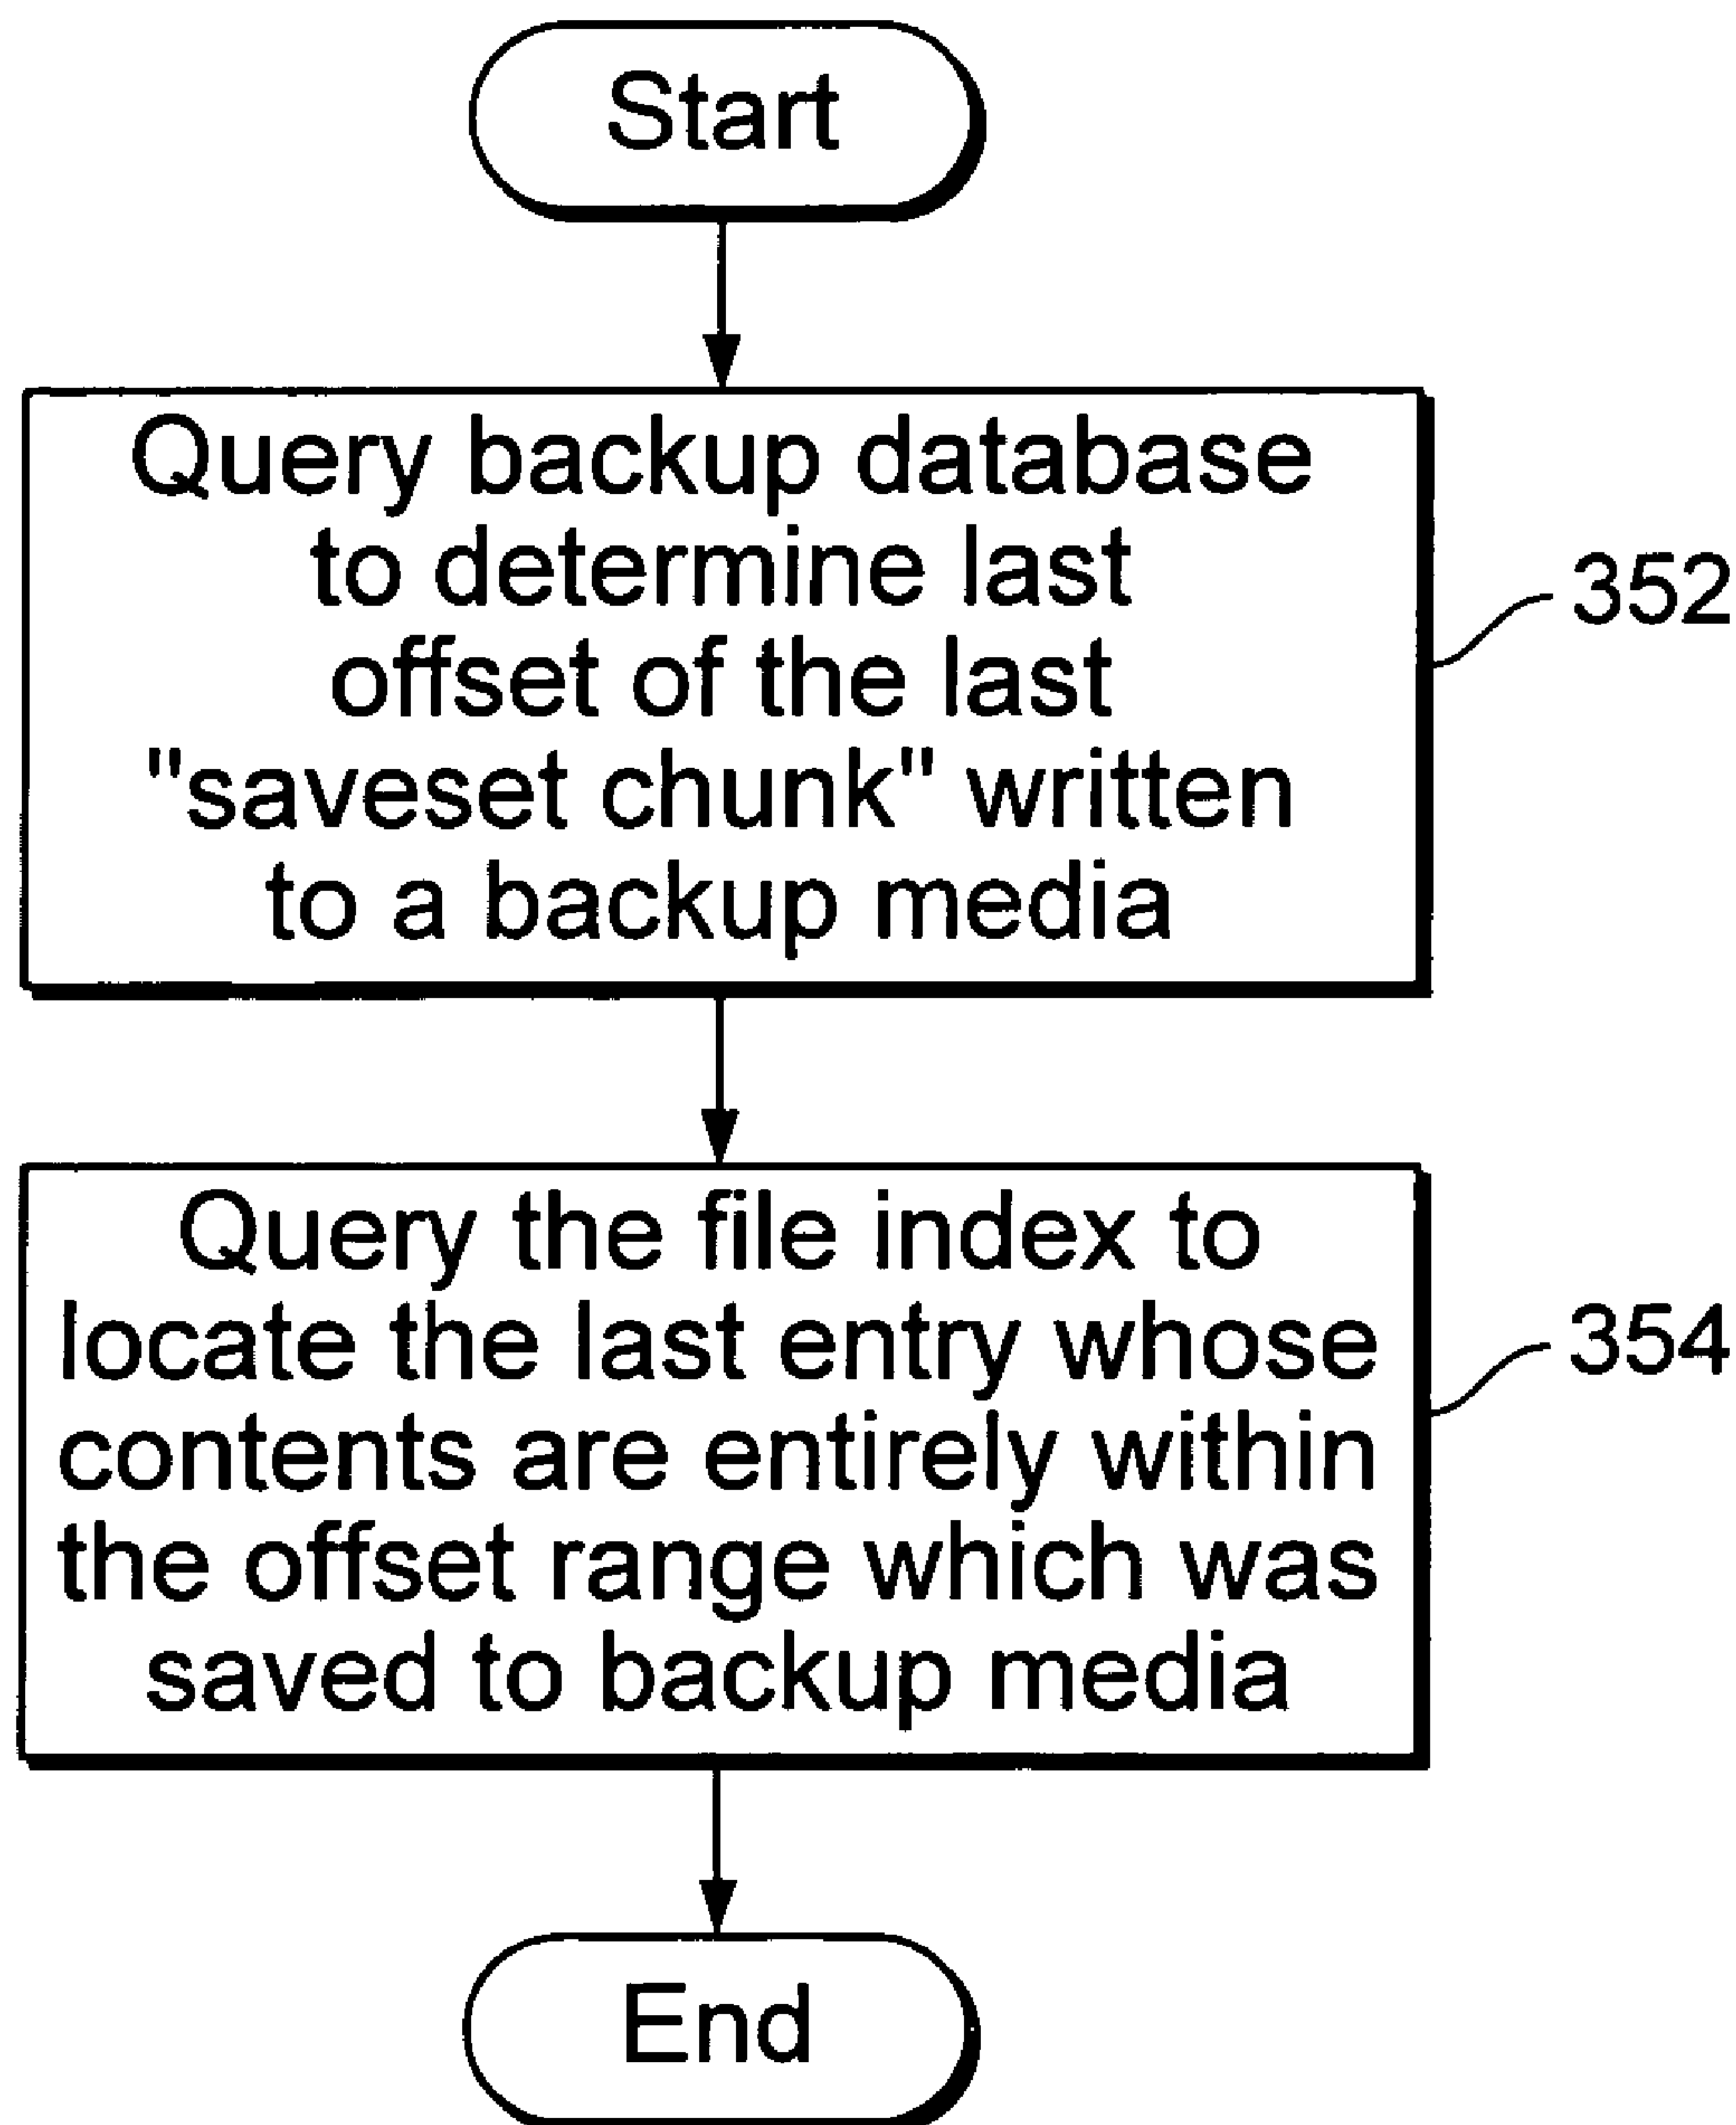 Start
Query backup database
to determine last
offset of the last
"saveset chunk" written
to a backup media
352
Query the file index to
locate the last entry whose
contents are entirely within
the offset range which was
saved to backup media
354
End